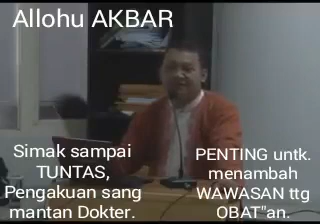 Allohu AKBAR
Simak sampai
TUNTAS,
Pengakuan sang
mantan Dokter.
PENTING untk.
menambah
WAWASAN ttg
OBAT"an.